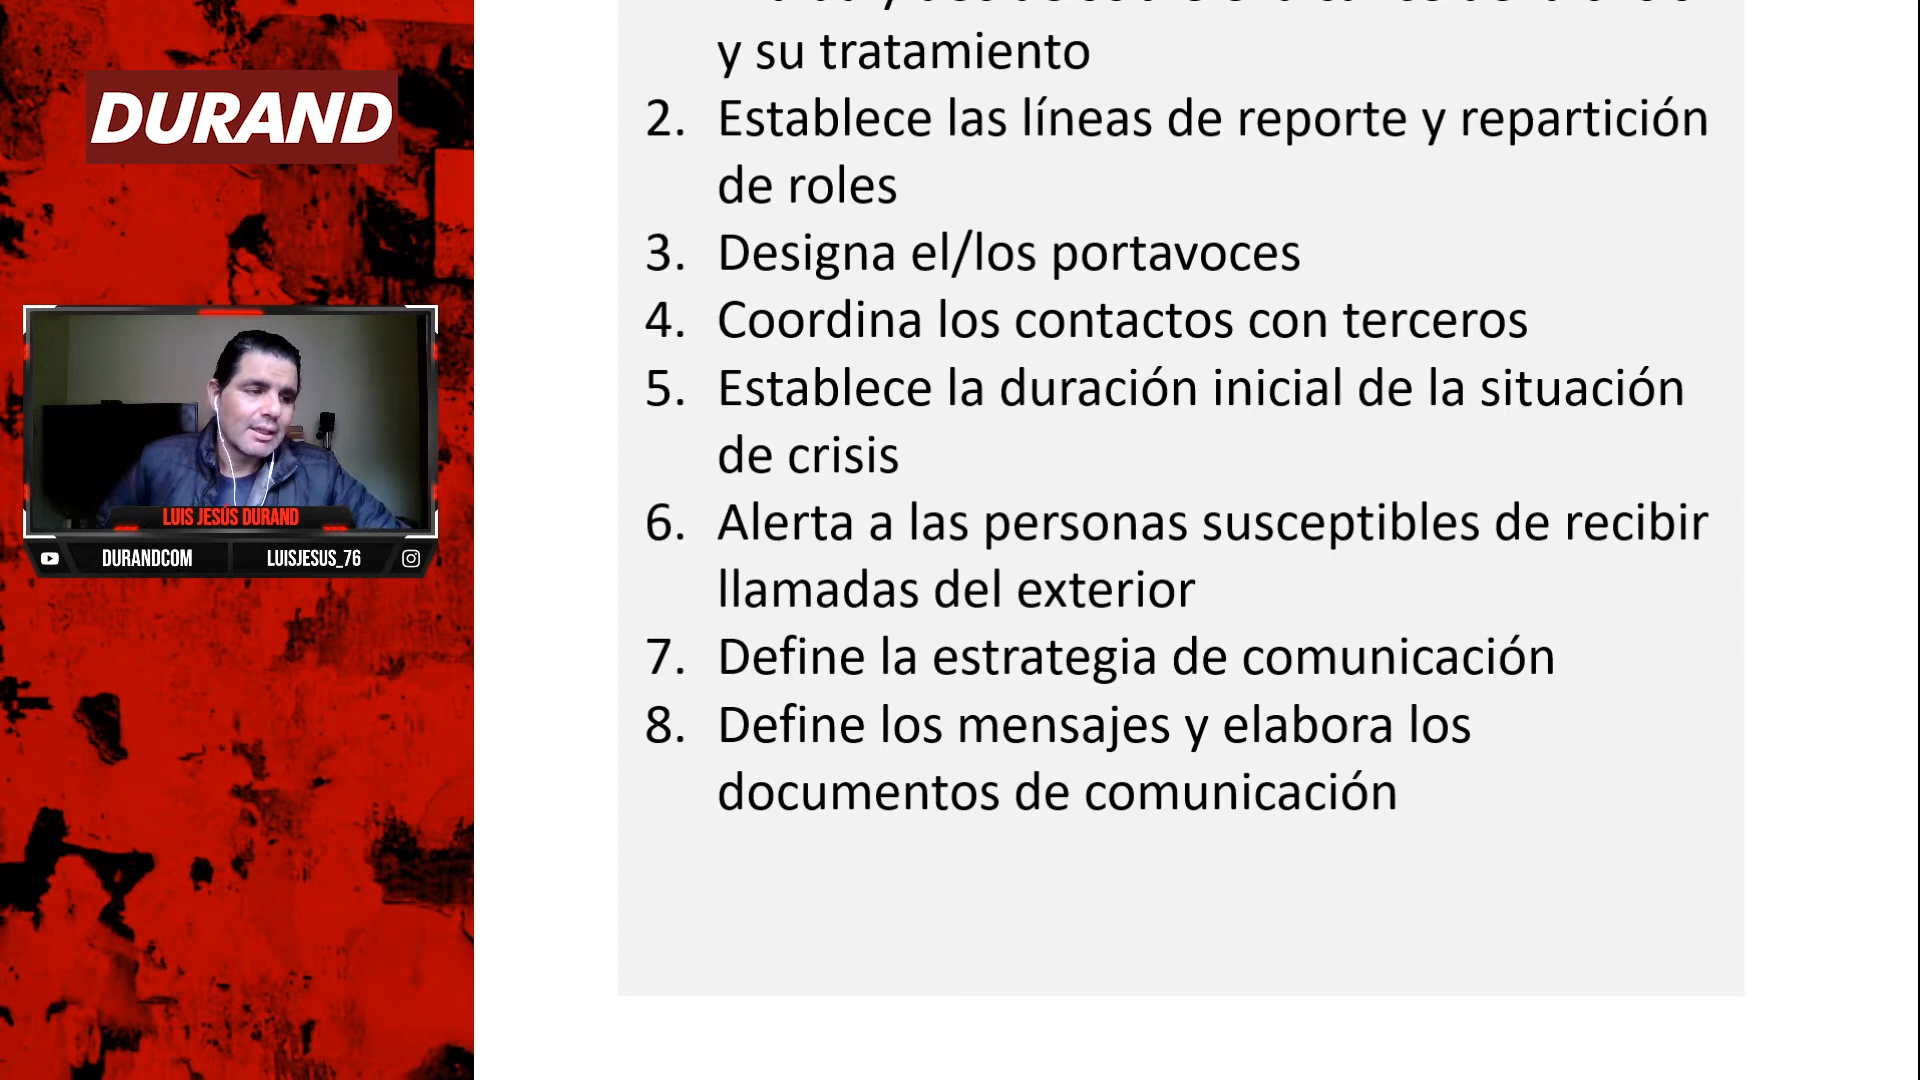 DURAND
LUIS JESÚS DURAND
DURANDCOM
LUISJESUS_76
y su tratamiento
2. Establece las líneas de reporte y repartición
de roles
3. Designa el/los portavoces
4. Coordina los contactos con terceros
5. Establece la duración inicial de la situación
de crisis
6. Alerta a las personas susceptibles de recibir
llamadas del exterior
7. Define la estrategia de comunicación
8. Define los mensajes y elabora los
documentos de comunicación